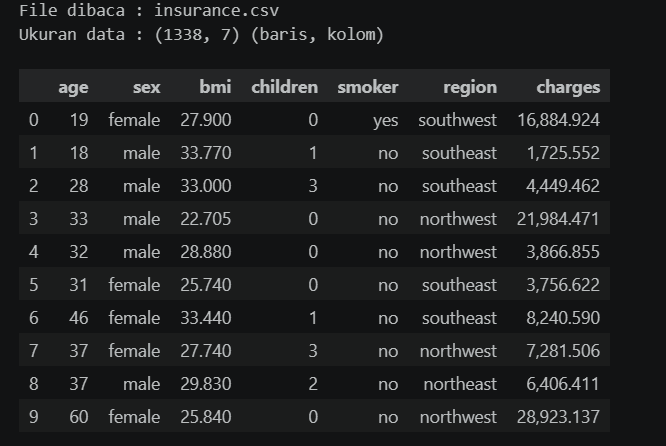 File dibaca : insurance.csv
Ukuran data : (1338, 7) (baris, kolom)
age sex bmi children smoker region charges
0 19 female 27.900 0 yes southwest 16,884.924
1 18 male 33.770 1 no southeast 1,725.552
2 28 male 33.000 3 no southeast 4,449.462
3 33 male 22.705 0 no northwest 21,984.471
4 32 male 28.880 0 no northwest 3,866.855
5 31 female 25.740 0 no southeast 3,756.622
6 46 female 33.440 1 no southeast 8,240.590
7 37 female 27.740 3 no northwest 7,281.506
8 37 male 29.830 2 no northeast 6,406.411
9 60 female 25.840 0 no northwest 28,923.137